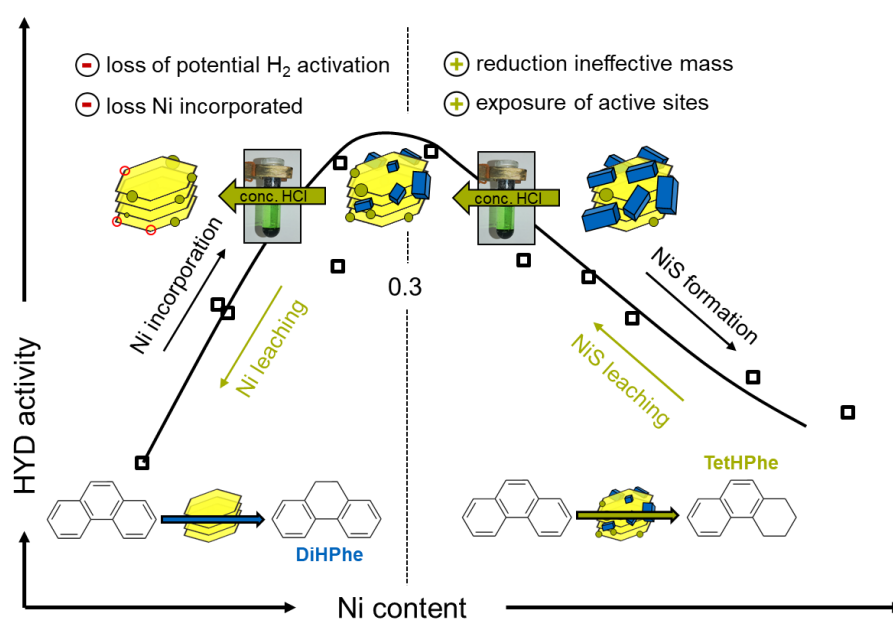 - loss of potential H₂ activation
- loss Ni incorporated
+ reduction ineffective mass
+ exposure of active sites
conc. HCl
conc. HCl
Ni incorporation
Ni leaching
0.3
NiS formation
NiS leaching
HYD activity
DiHPhe
TetHPhe
Ni content